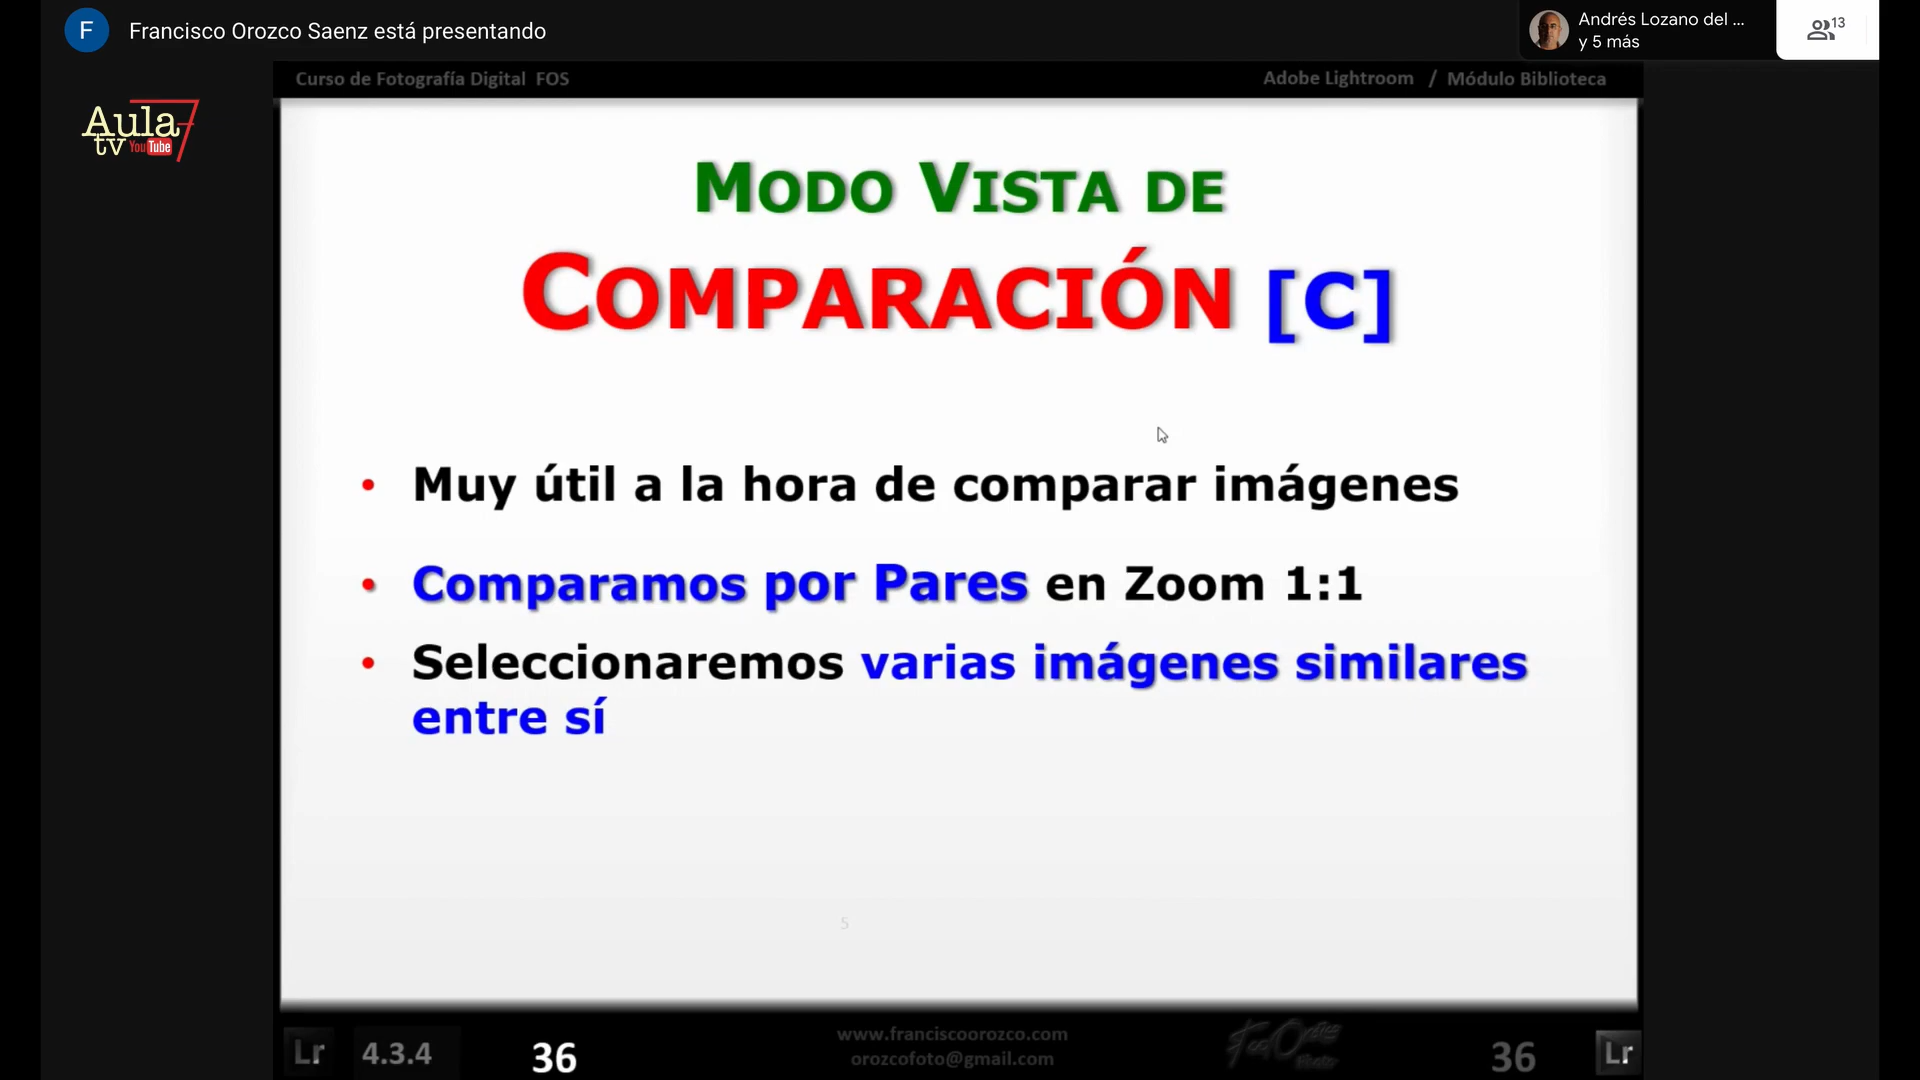 F Francisco Orozco Saenz está presentando
Andrés Lozano del ...
y 5 más
13
Curso de Fotografía Digital FOS
Adobe Lightroom / Módulo Biblioteca
Aula 7
tv YouTube
MODO VISTA DE
COMPARACIÓN [C]
• Muy útil a la hora de comparar imágenes
• Comparamos por Pares en Zoom 1:1
• Seleccionaremos varias imágenes similares
entre sí
5
www.franciscoorozco.com
Lr 4.3.4 36
orozcofoto@gmail.com
36 Lr